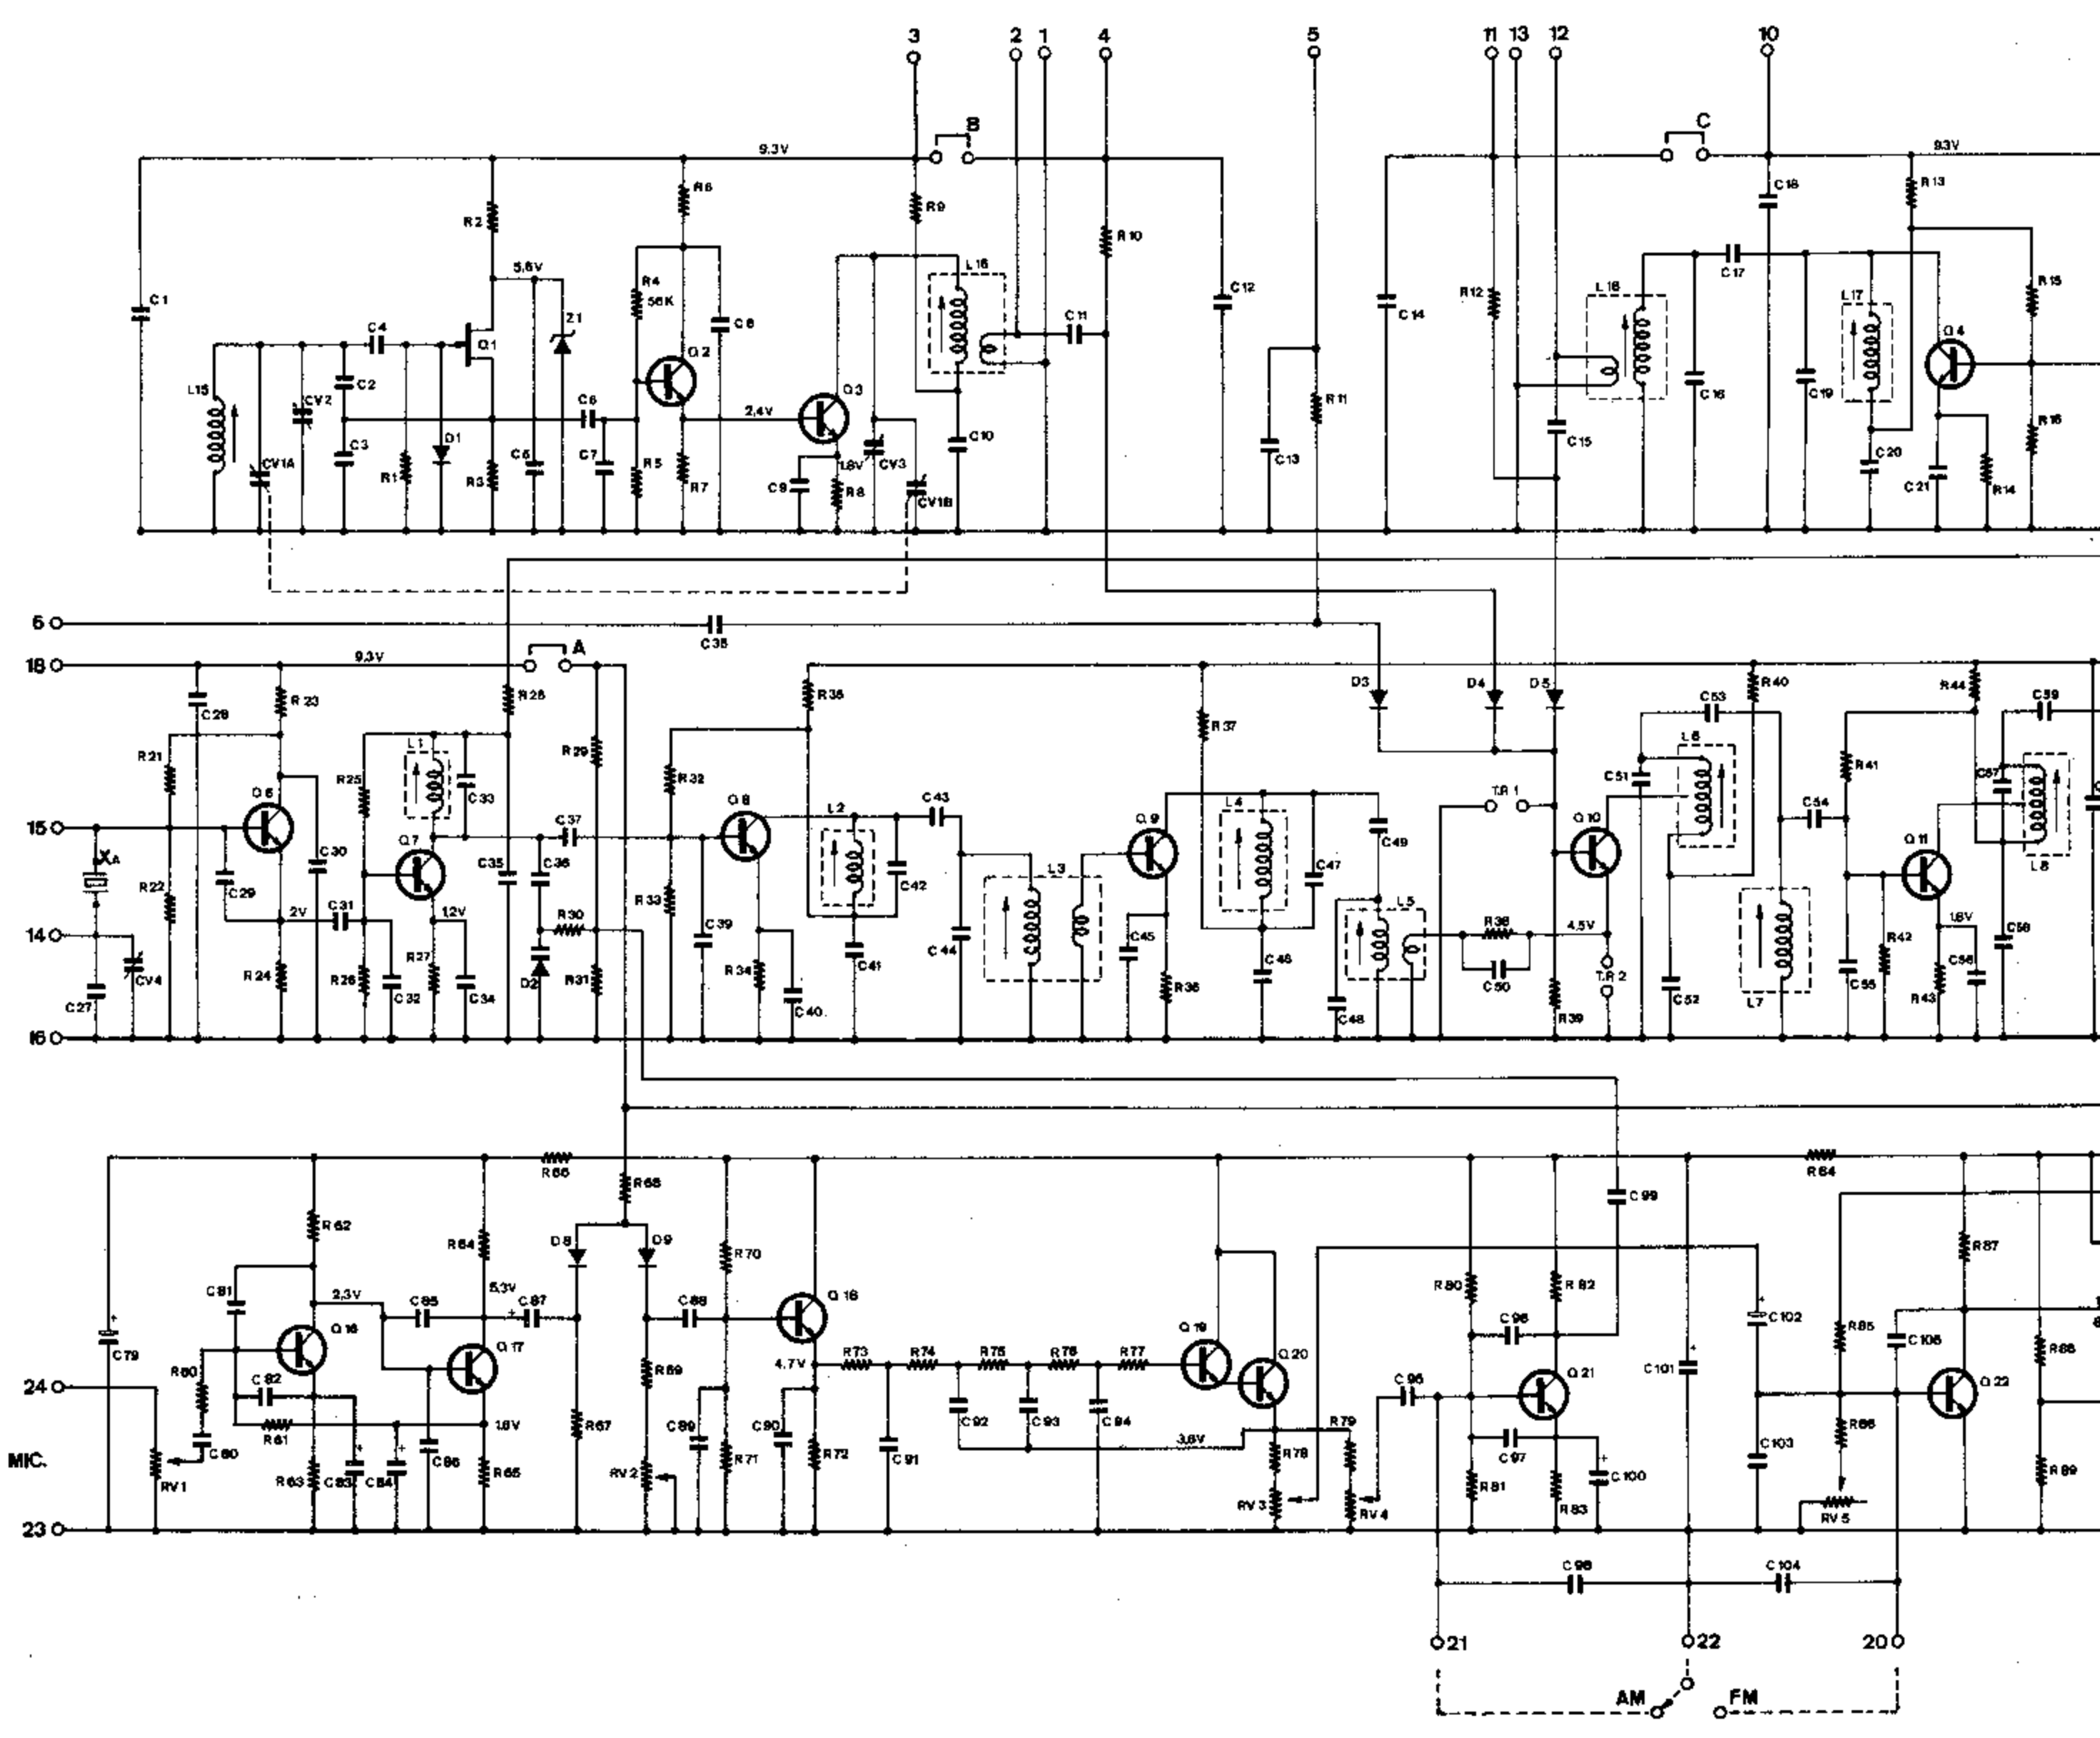 3 2 1 4 5 11 13 12 10
B C
9.3V 9.3V
R6 C18 R13
R2 R9
R10
5,6V L16
R4 C17 R15
56K C12 R12 L18 L17
C1 Z1 C8 C11 C14
C4 Q1 Q2 Q4
L15 C2 CV2 Q3 C16 C19
C6 2,4V R11 R16
C3 D1 C10 C15
CV1A R1 R3 C5 C7 R5 R7 1,8V CV3 C13 C20
C9 R8 CV1B C21 R14
6
C38
18 9,3V A
C28 R23 R28 R35 D3 D4 D5 R40 R44 C59
C53
R37
L1 L6
R21 R25 C33 R29 R32 C51 R41 C57
Q6 Q8 L2 C43 L4 T.R 1
15 C37 Q9 Q10 C54
XA Q7 C49 Q11
C30 C35 C36 L3 C47 L8
R22 C29 C42
C31 2V 1,2V R30 R33 L5 R38 4,5V 1,8V
14 C39 C44 C45 R42 C58
CV4 R24 R26 R27 D2 R31 R34 C41 C46 T.R 2 C56
C27 C32 C34 C40 R36 C48 C50 R39 C52 L7 C55 R43
16
R66 R68 R84
C99
R62 R64 D8 D9 R70 R87
R80 R82
C81 2,3V C85 5,3V C87 C88 Q18 C102
+ Q16 Q17 Q19 C96 R85 C106 R88
C79 4,7V R73 R74 R75 R76 R77 Q20 C101
R60 C82 R69 C95 Q21 Q22
24
R61 1,8V R67 C89 C90 C92 C93 C94 R79 R86
MIC. C80 3,6V R78 C97 C103
RV1 R63 C83 C84 C86 R65 RV2 R71 R72 C91 RV3 RV4 R81 R83 C100 RV5 R89
23
C98 C104
21 22 20
AM FM